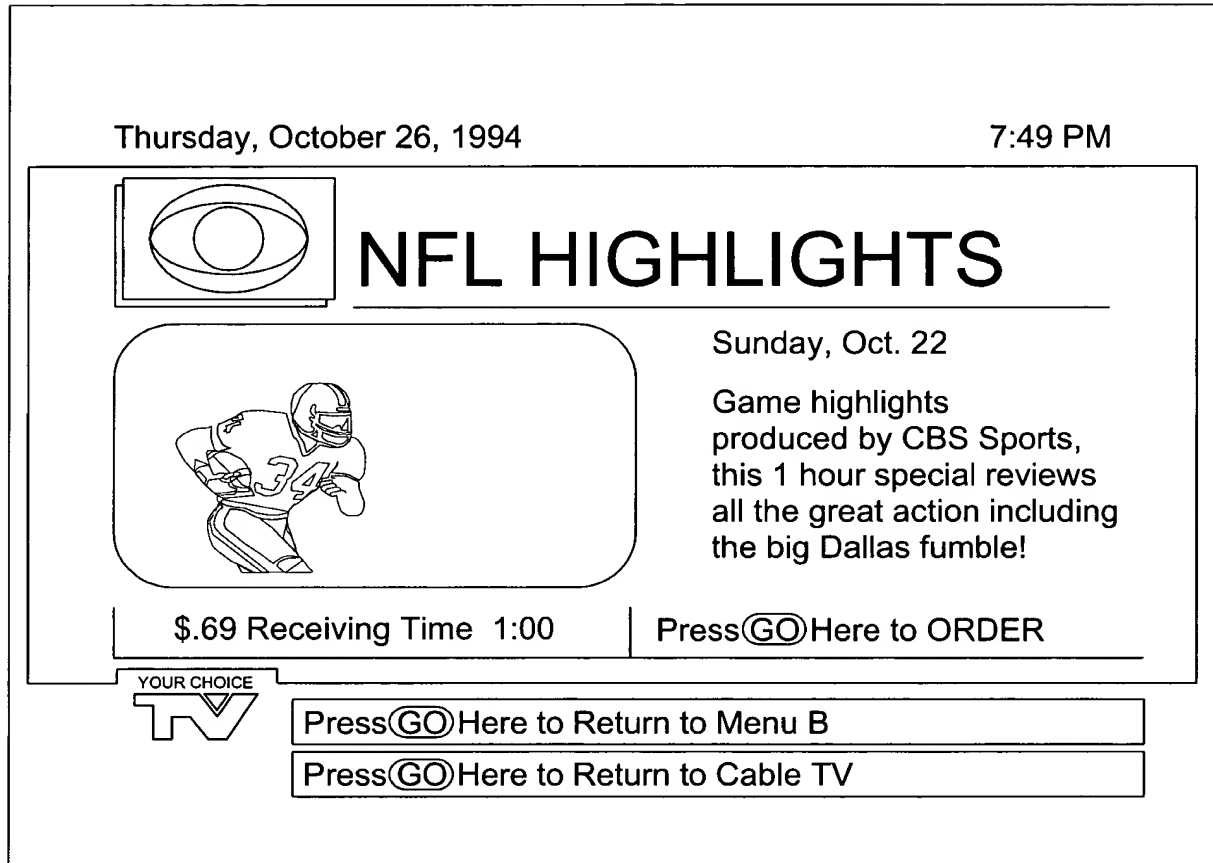 Thursday, October 26, 1994 7:49 PM
NFL HIGHLIGHTS
Sunday, Oct. 22
Game highlights
produced by CBS Sports,
this 1 hour special reviews
all the great action including
the big Dallas fumble!
34
$.69 Receiving Time 1:00
Press GO Here to ORDER
YOUR CHOICE
TV
Press GO Here to Return to Menu B
Press GO Here to Return to Cable TV